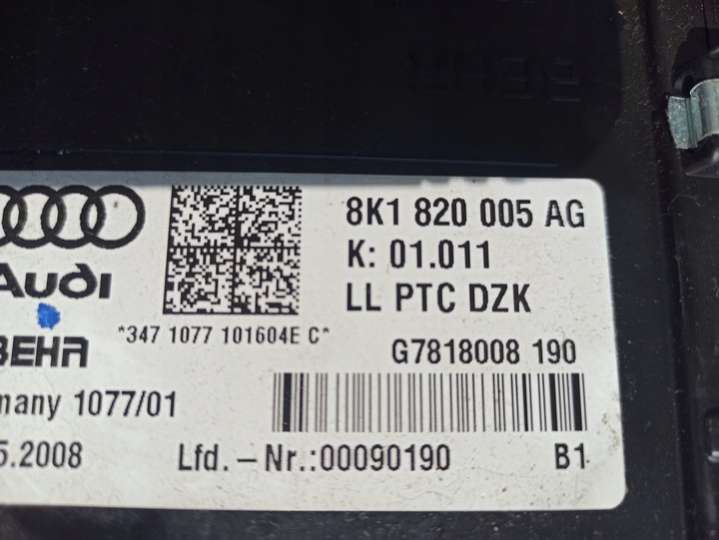 8K1 820 005 AG
Audi
K: 01.011
LL PTC DZK
*347 1077 101604E C*
BEHR
G7818008 190
many 1077/01
5.2008
Lfd.-Nr.:00090190
B1